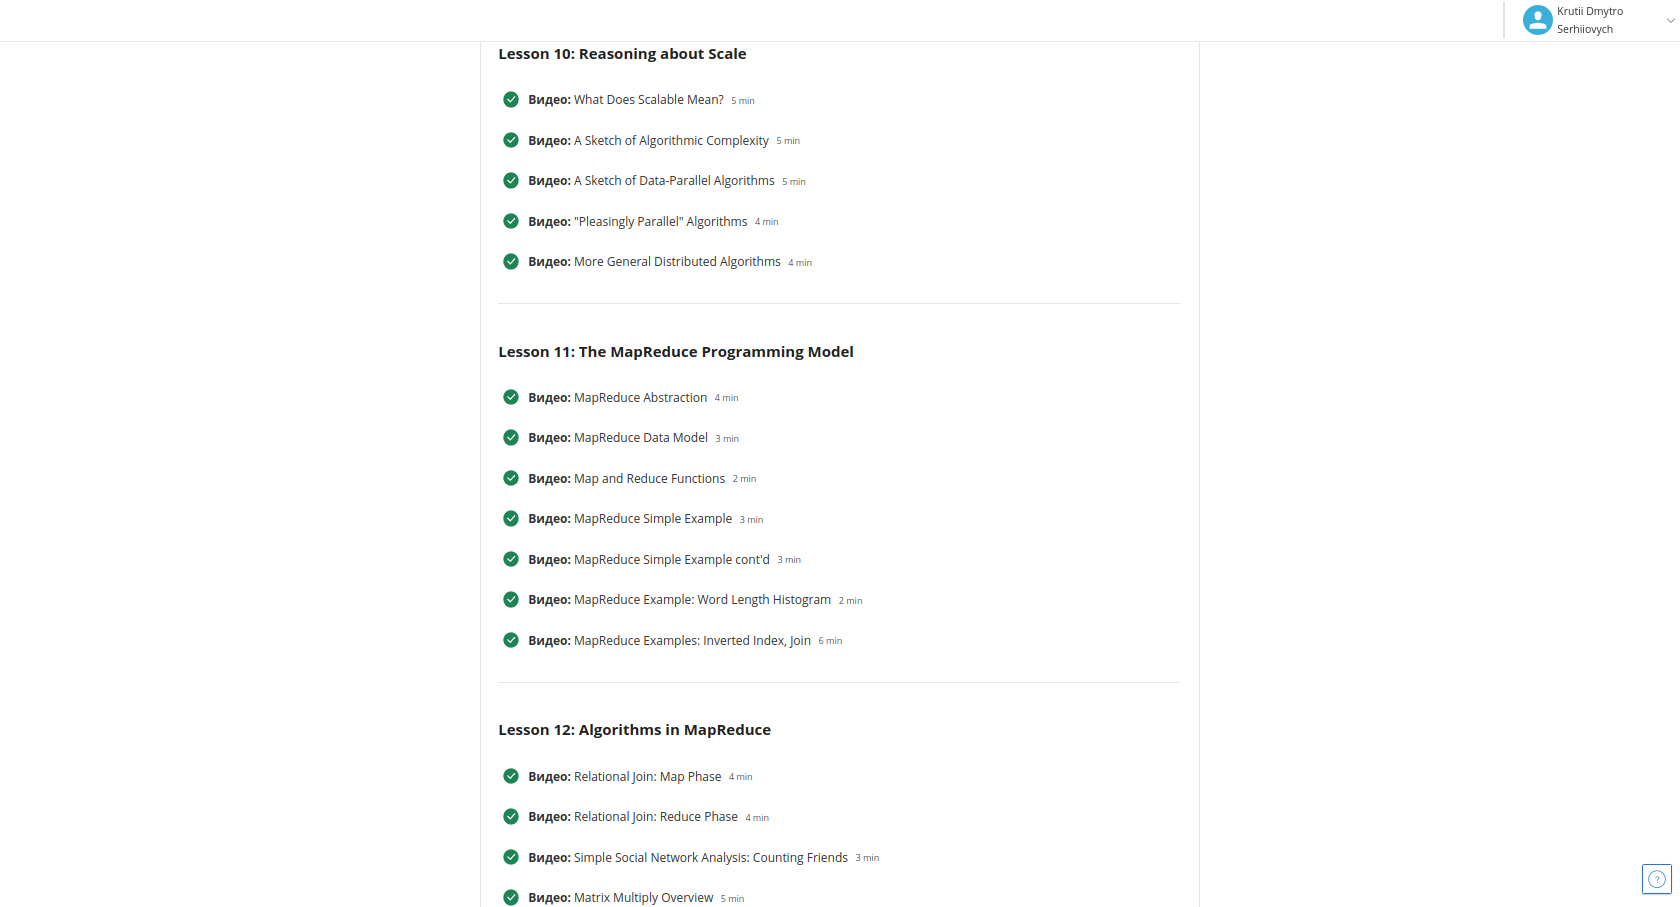 Krutii Dmytro
Serhiiovych
Lesson 10: Reasoning about Scale
Видео: What Does Scalable Mean? 5 min
Видео: A Sketch of Algorithmic Complexity 5 min
Видео: A Sketch of Data-Parallel Algorithms 5 min
Видео: "Pleasingly Parallel" Algorithms 4 min
Видео: More General Distributed Algorithms 4 min
Lesson 11: The MapReduce Programming Model
Видео: MapReduce Abstraction 4 min
Видео: MapReduce Data Model 3 min
Видео: Map and Reduce Functions 2 min
Видео: MapReduce Simple Example 3 min
Видео: MapReduce Simple Example cont'd 3 min
Видео: MapReduce Example: Word Length Histogram 2 min
Видео: MapReduce Examples: Inverted Index, Join 6 min
Lesson 12: Algorithms in MapReduce
Видео: Relational Join: Map Phase 4 min
Видео: Relational Join: Reduce Phase 4 min
Видео: Simple Social Network Analysis: Counting Friends 3 min
Видео: Matrix Multiply Overview 5 min
?